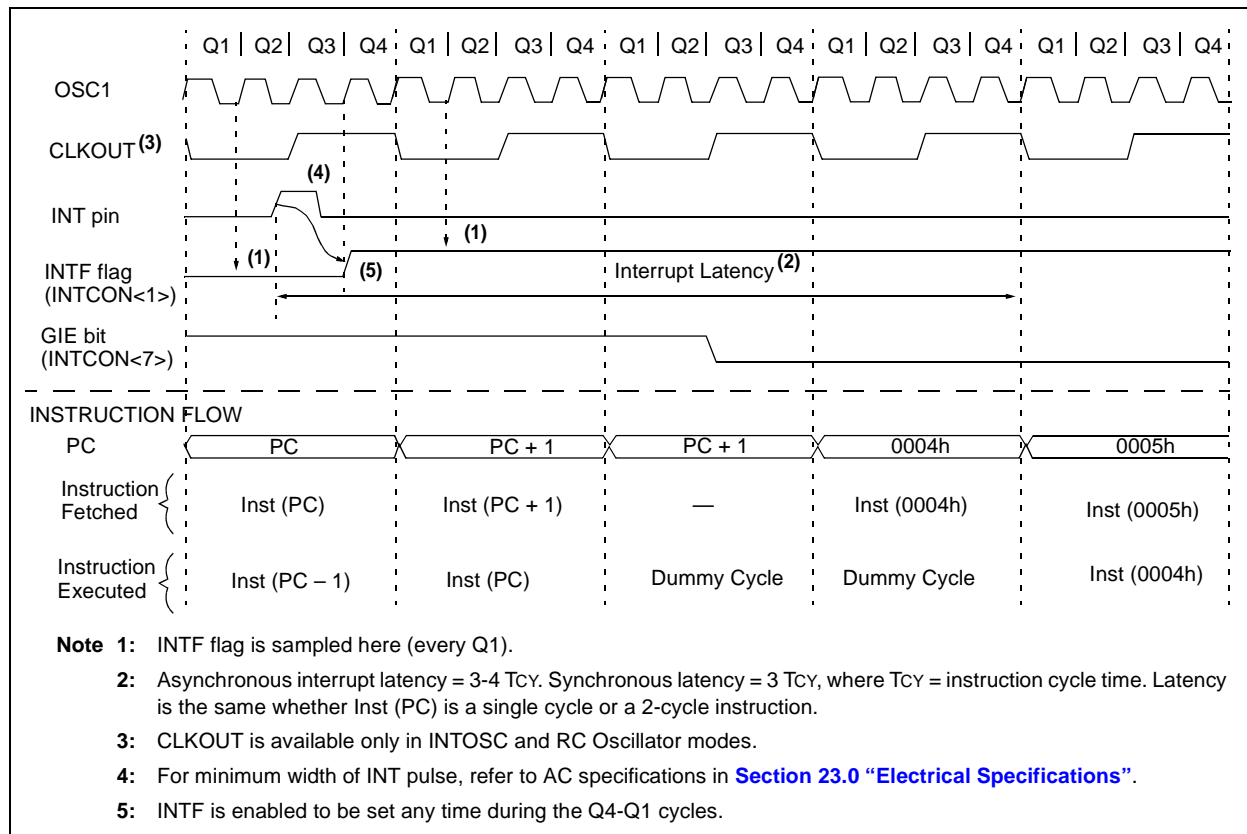 Q1 | Q2 | Q3 | Q4 Q1 | Q2 | Q3 | Q4 Q1 | Q2 | Q3 | Q4 Q1 | Q2 | Q3 | Q4 Q1 | Q2 | Q3 | Q4
OSC1
CLKOUT (3)
(4)
INT pin
(1)
(1)
INTF flag
(INTCON<1>)
(5)
Interrupt Latency (2)
GIE bit
(INTCON<7>)
INSTRUCTION FLOW
PC PC PC + 1 PC + 1 0004h 0005h
Instruction
Fetched
Inst (PC) Inst (PC + 1) — Inst (0004h) Inst (0005h)
Instruction
Executed
Inst (PC – 1) Inst (PC) Dummy Cycle Dummy Cycle Inst (0004h)
Note 1: INTF flag is sampled here (every Q1).
2: Asynchronous interrupt latency = 3-4 TCY. Synchronous latency = 3 TCY, where TCY = instruction cycle time. Latency
is the same whether Inst (PC) is a single cycle or a 2-cycle instruction.
3: CLKOUT is available only in INTOSC and RC Oscillator modes.
4: For minimum width of INT pulse, refer to AC specifications in Section 23.0 “Electrical Specifications”.
5: INTF is enabled to be set any time during the Q4-Q1 cycles.